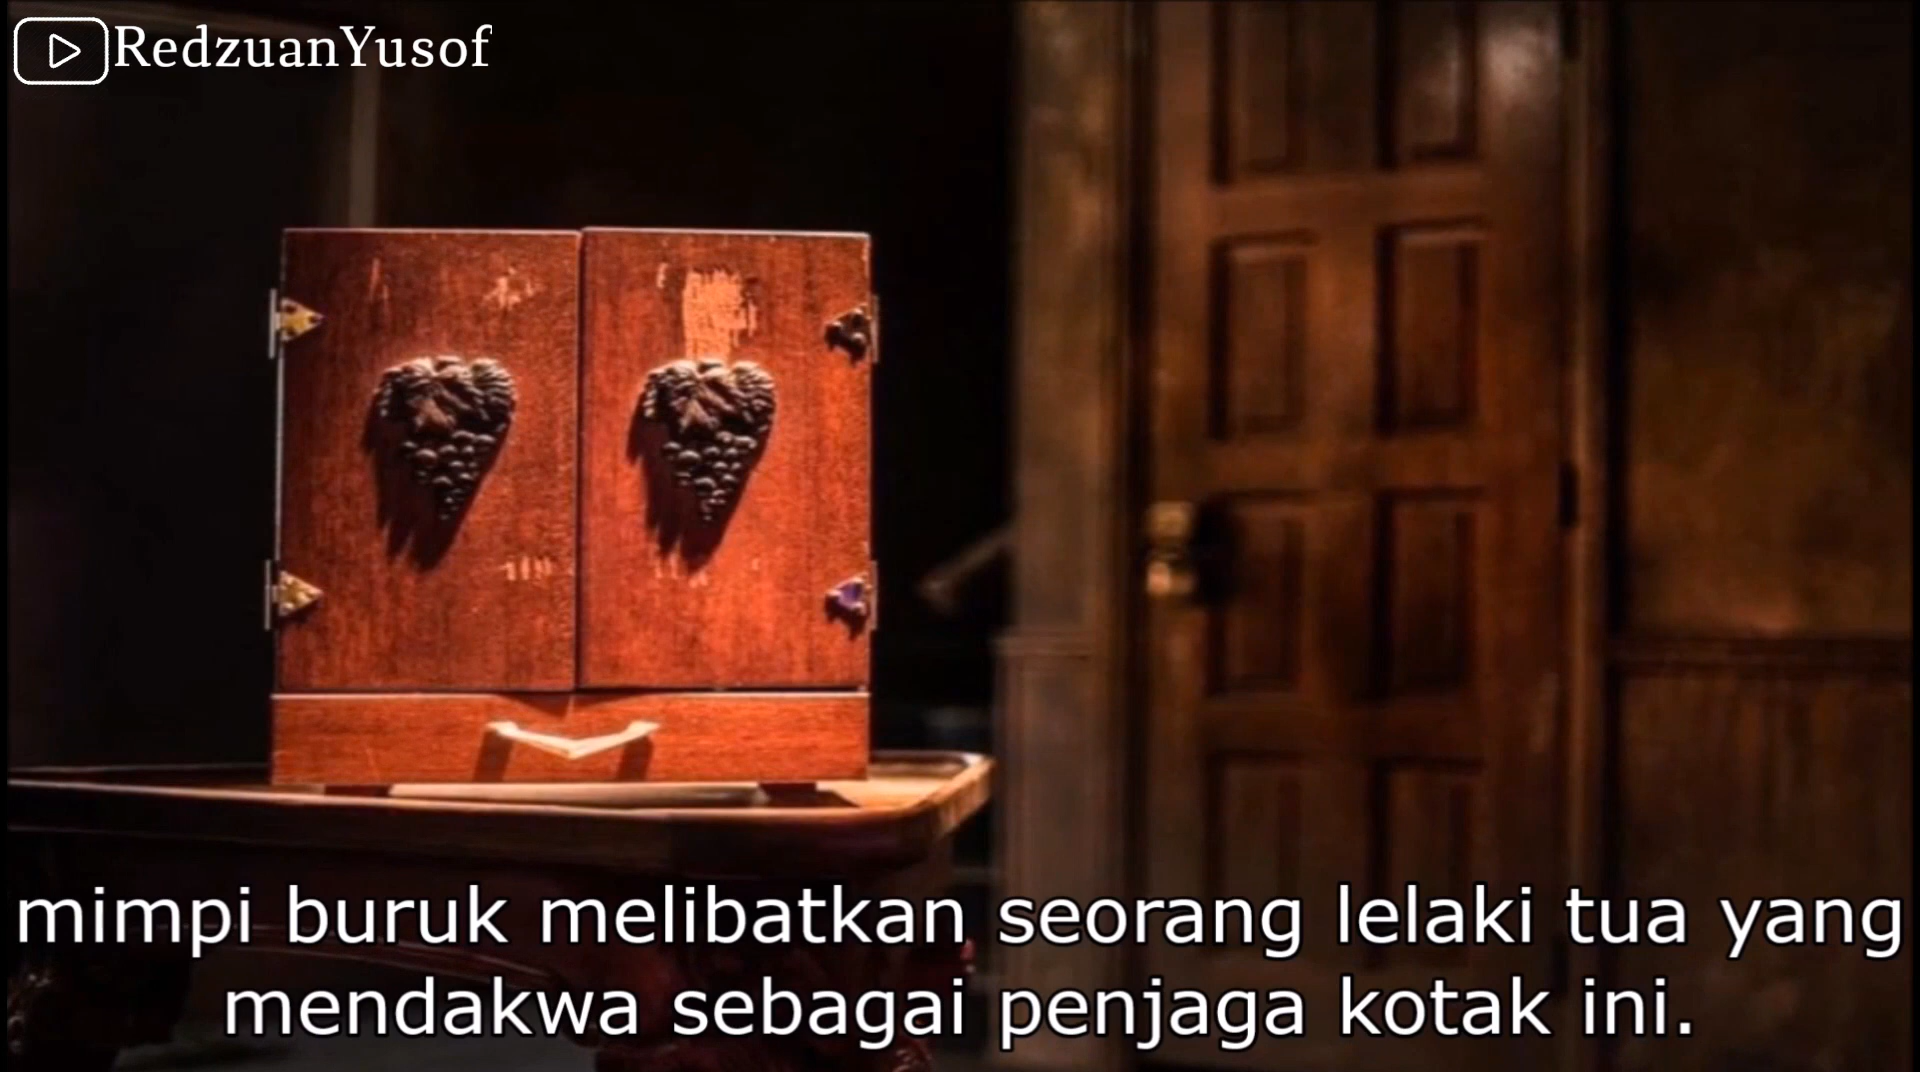 RedzuanYusof
mimpi buruk melibatkan seorang lelaki tua yang
mendakwa sebagai penjaga kotak ini.